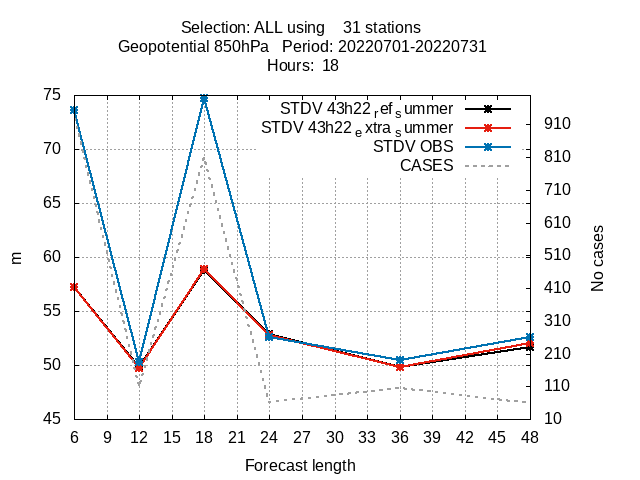 Selection: ALL using    31 stations
Geopotential 850hPa   Period: 20220701-20220731
Hours: 18
STDV 43h22 ref summer
STDV 43h22 extra summer
STDV OBS
CASES
75
70
65
60
55
50
45
m
910
810
710
610
510
410
310
210
110
10
No cases
6 9 12 15 18 21 24 27 30 33 36 39 42 45 48
Forecast length